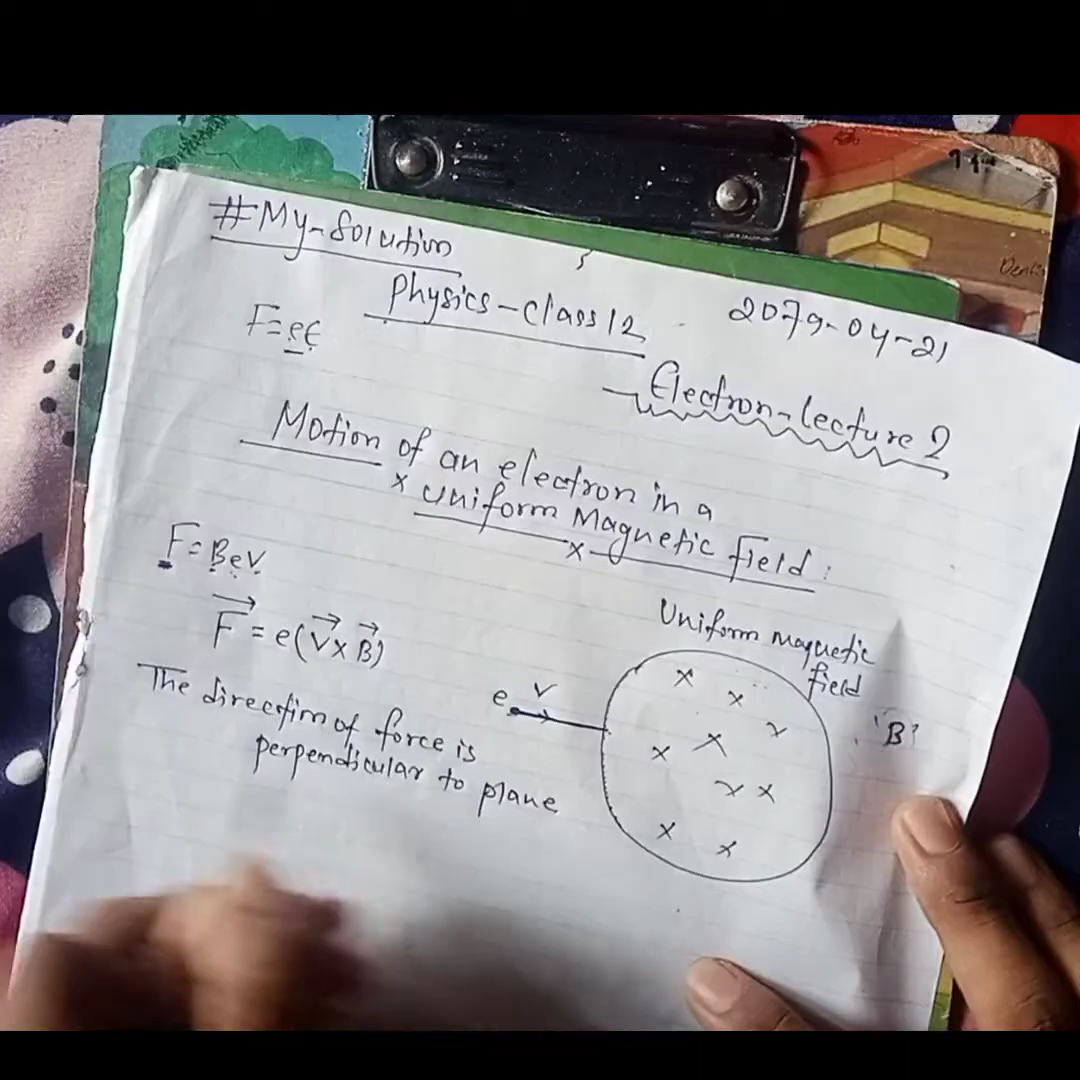 #My-Solution
Physics-class 12
2079-04-21
F=eE
Electron-lecture 2
Motion of an electron in a
Uniform Magnetic field:
F=BeV
F = e(V×B)
Uniform magnetic
field
'B'
e V
The direction of force is
perpendicular to plane
× × × × × × × × × ×